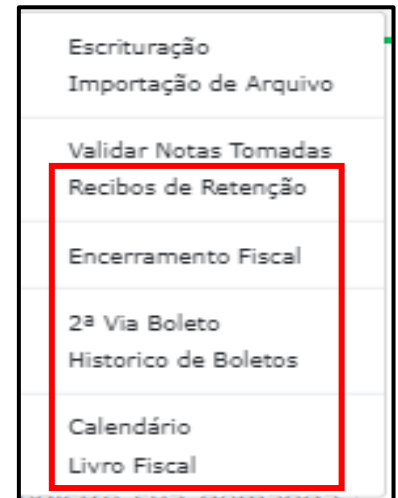 Escrituração
Importação de Arquivo
Validar Notas Tomadas
Recibos de Retenção
Encerramento Fiscal
2ª Via Boleto
Historico de Boletos
Calendário
Livro Fiscal